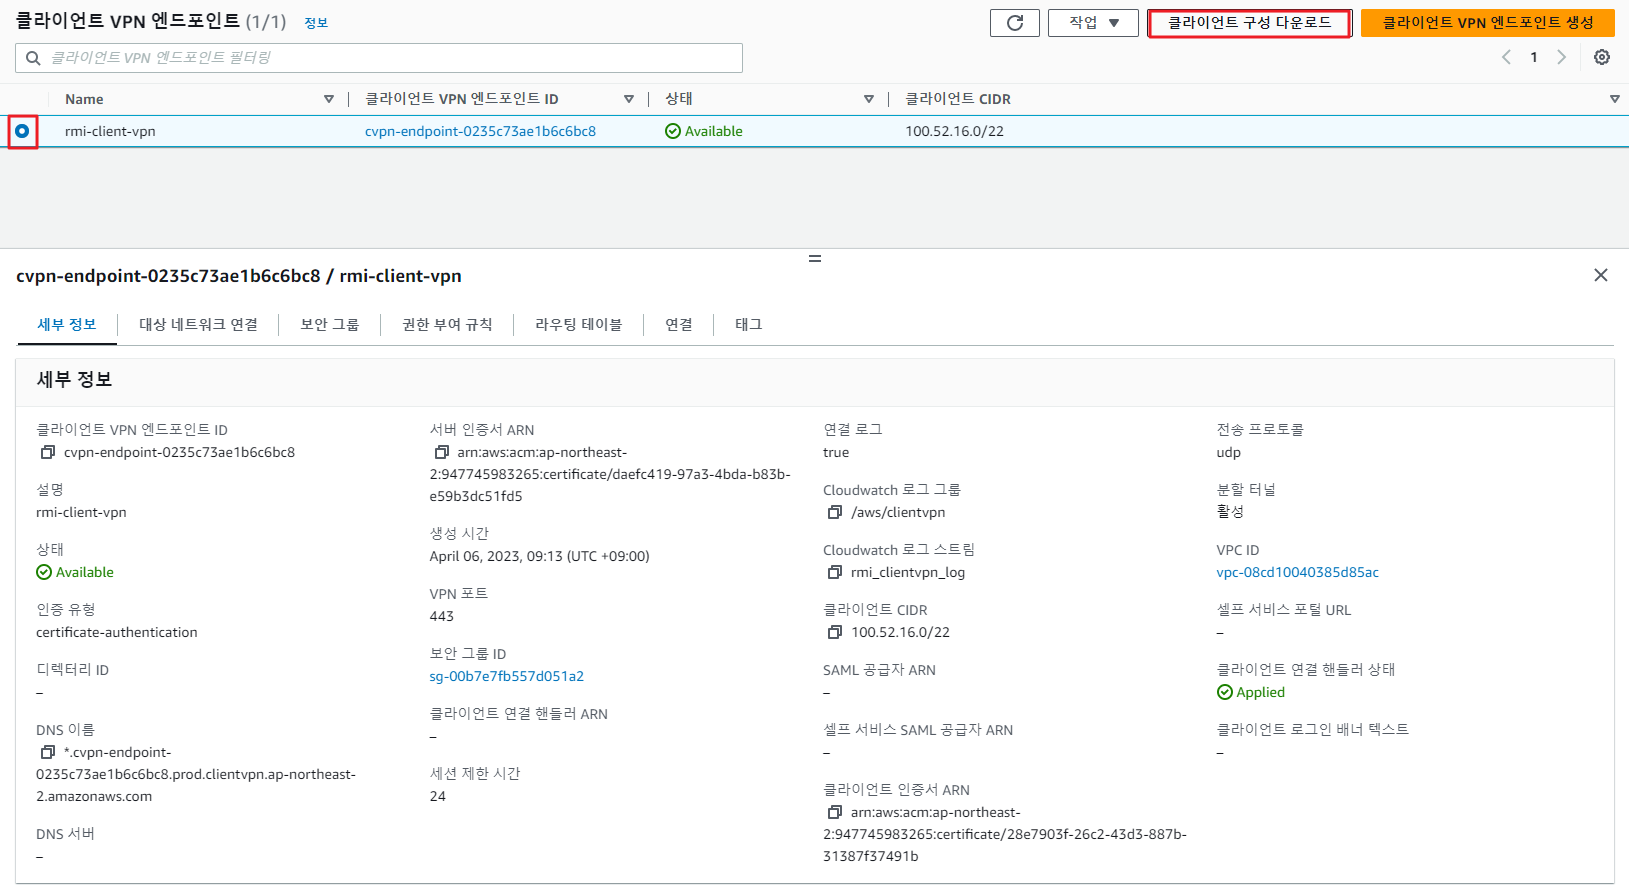 클라이언트 VPN 엔드포인트 (1/1) 정보
작업
클라이언트 구성 다운로드
클라이언트 VPN 엔드포인트 생성
클라이언트 VPN 엔드포인트 필터링
1
Name
클라이언트 VPN 엔드포인트 ID
상태
클라이언트 CIDR
rmi-client-vpn
cvpn-endpoint-0235c73ae1b6c6bc8
Available
100.52.16.0/22
cvpn-endpoint-0235c73ae1b6c6bc8 / rmi-client-vpn
세부 정보
대상 네트워크 연결
보안 그룹
권한 부여 규칙
라우팅 테이블
연결
태그
세부 정보
클라이언트 VPN 엔드포인트 ID
cvpn-endpoint-0235c73ae1b6c6bc8
설명
rmi-client-vpn
상태
Available
인증 유형
certificate-authentication
디렉터리 ID
–
DNS 이름
*.cvpn-endpoint-
0235c73ae1b6c6bc8.prod.clientvpn.ap-northeast-
2.amazonaws.com
DNS 서버
–
서버 인증서 ARN
arn:aws:acm:ap-northeast-
2:947745983265:certificate/daefc419-97a3-4bda-b83b-
e59b3dc51fd5
생성 시간
April 06, 2023, 09:13 (UTC +09:00)
VPN 포트
443
보안 그룹 ID
sg-00b7e7fb557d051a2
클라이언트 연결 핸들러 ARN
–
세션 제한 시간
24
연결 로그
true
Cloudwatch 로그 그룹
/aws/clientvpn
Cloudwatch 로그 스트림
rmi_clientvpn_log
클라이언트 CIDR
100.52.16.0/22
SAML 공급자 ARN
–
셀프 서비스 SAML 공급자 ARN
–
클라이언트 인증서 ARN
arn:aws:acm:ap-northeast-
2:947745983265:certificate/28e7903f-26c2-43d3-887b-
31387f37491b
전송 프로토콜
udp
분할 터널
활성
VPC ID
vpc-08cd10040385d85ac
셀프 서비스 포털 URL
–
클라이언트 연결 핸들러 상태
Applied
클라이언트 로그인 배너 텍스트
–